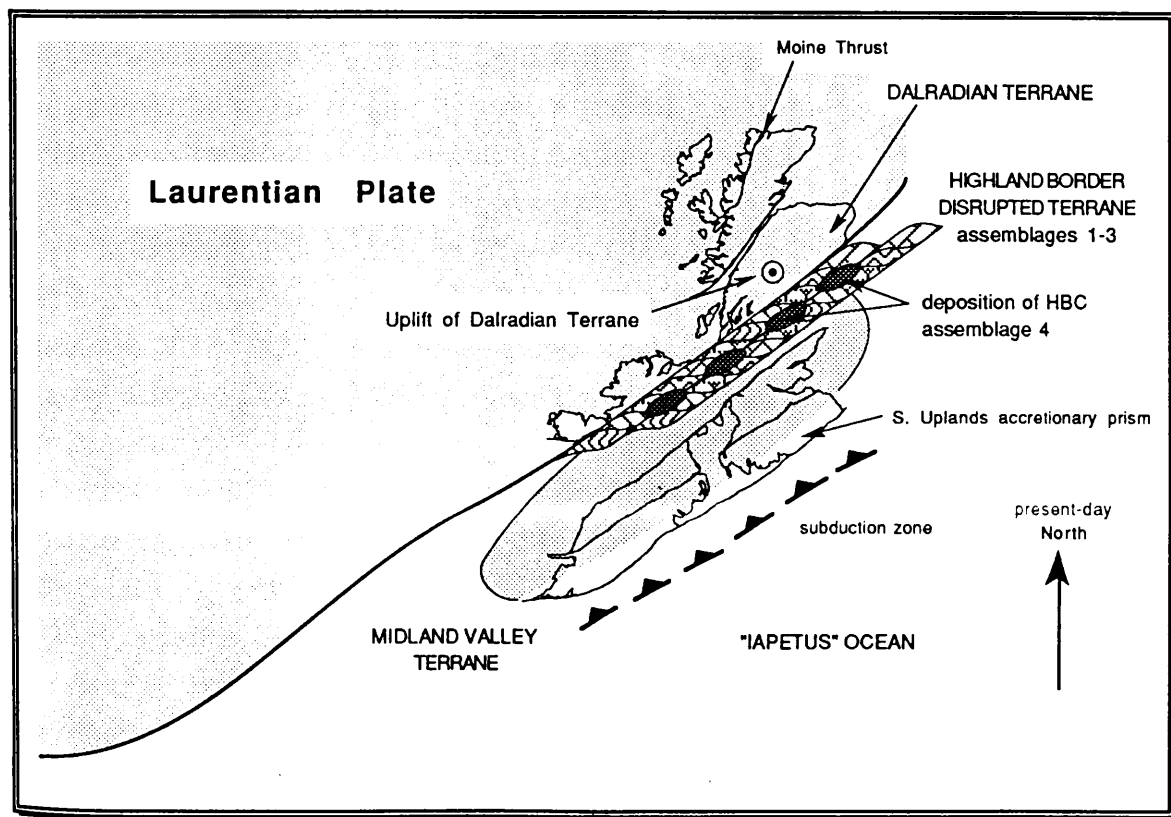 Moine Thrust
DALRADIAN TERRANE
Laurentian Plate
HIGHLAND BORDER
DISRUPTED TERRANE
assemblages 1-3
Uplift of Dalradian Terrane
deposition of HBC
assemblage 4
S. Uplands accretionary prism
subduction zone
present-day
North
MIDLAND VALLEY
TERRANE
"IAPETUS" OCEAN